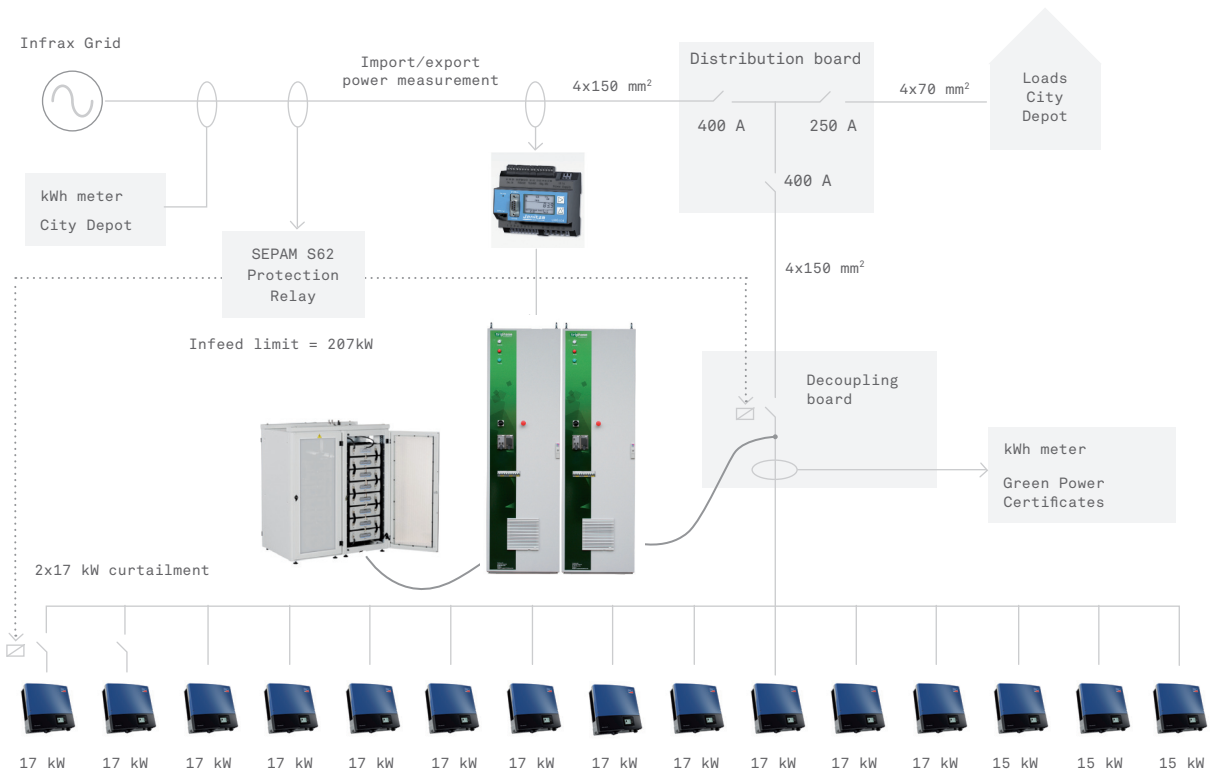 Infrax Grid
Import/export
power measurement
4x150 mm²
Distribution board
400 A
250 A
4x70 mm²
Loads
City
Depot
kWh meter
City Depot
400 A
SEPAM S62
Protection
Relay
4x150 mm²
Infeed limit = 207kW
Decoupling
board
kWh meter
Green Power
Certificates
2x17 kW curtailment
17 kW
17 kW
17 kW
17 kW
17 kW
17 kW
17 kW
17 kW
17 kW
17 kW
17 kW
17 kW
15 kW
15 kW
15 kW